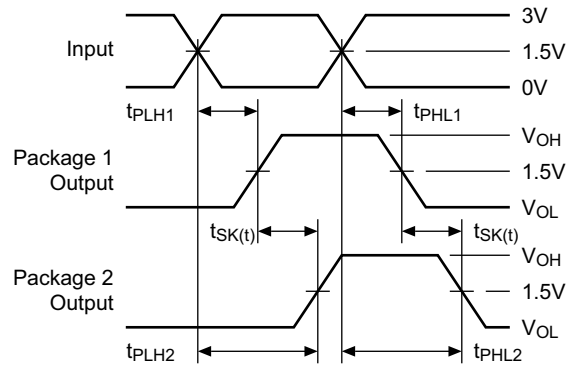 3V
Input
1.5V
0V
tPLH1
tPHL1
VOH
Package 1
Output
1.5V
VOL
tSK(t)
tSK(t)
VOH
Package 2
Output
1.5V
VOL
tPLH2
tPHL2